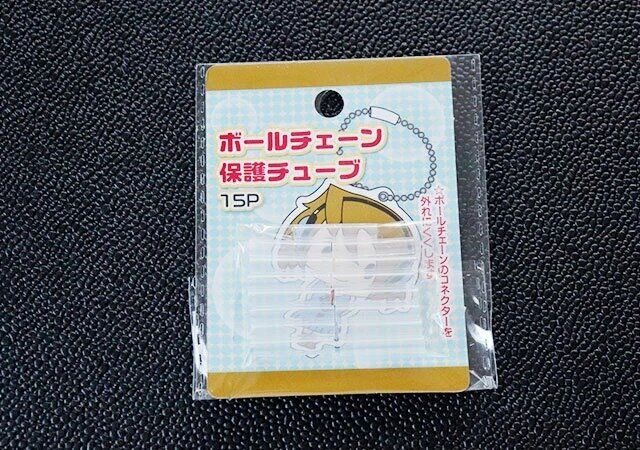 ボールチェーン
保護チューブ
15P
☆ボールチェーンのコネクターを
外れにくくします